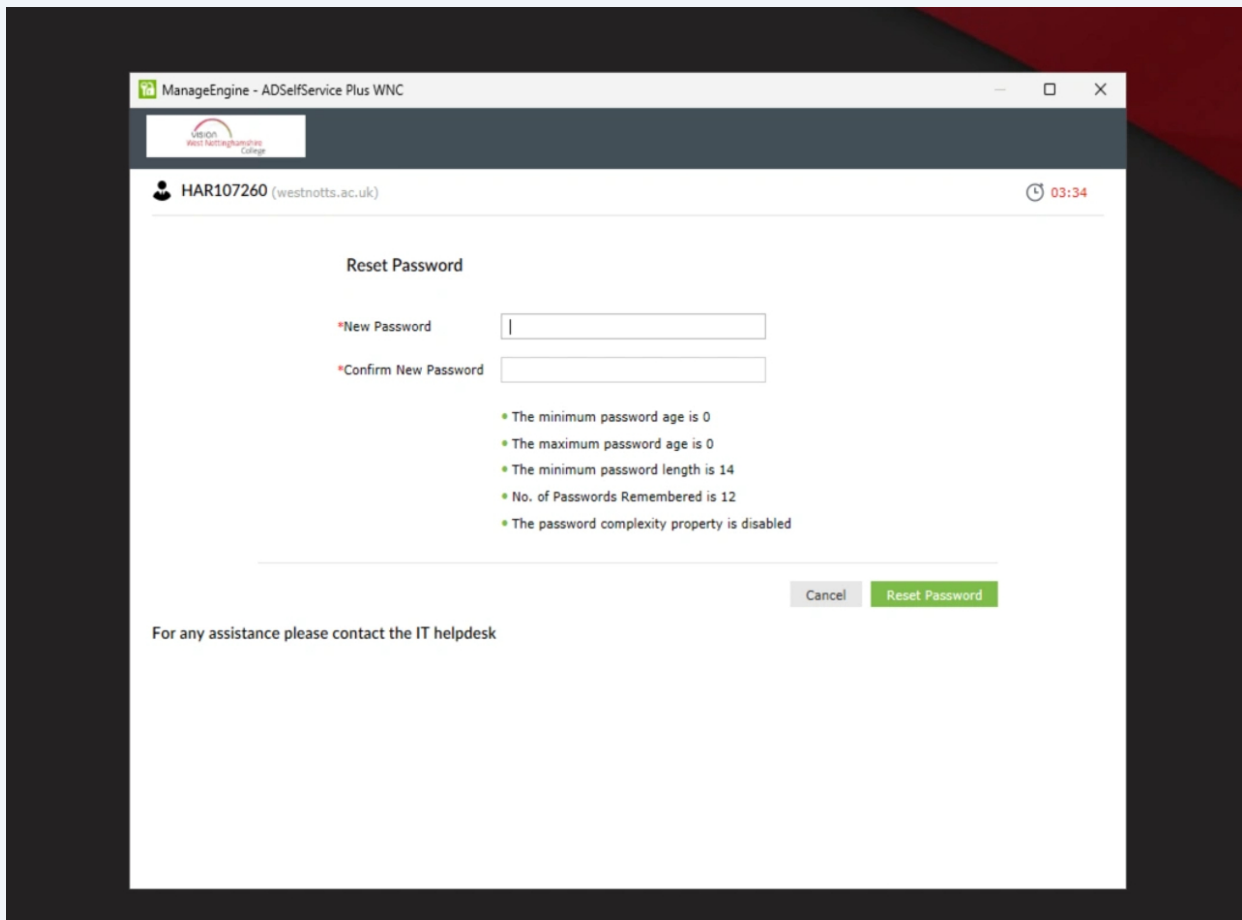 ManageEngine - ADSelfService Plus WNC
vision
West Nottinghamshire
College
HAR107260 (westnotts.ac.uk)
03:34
Reset Password
*New Password
*Confirm New Password
• The minimum password age is 0
• The maximum password age is 0
• The minimum password length is 14
• No. of Passwords Remembered is 12
• The password complexity property is disabled
Cancel
Reset Password
For any assistance please contact the IT helpdesk